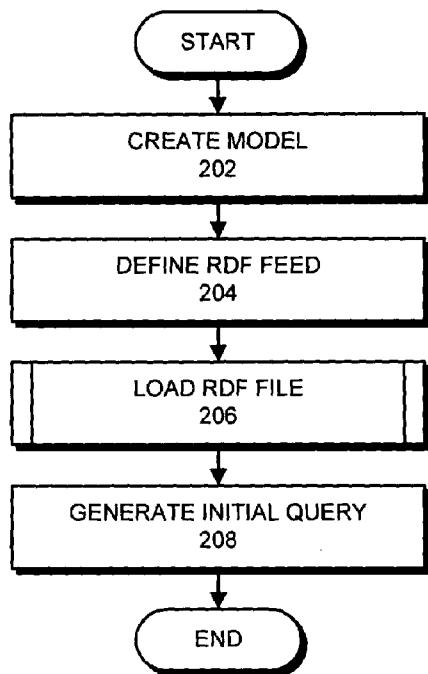 START
CREATE MODEL
202
DEFINE RDF FEED
204
LOAD RDF FILE
206
GENERATE INITIAL QUERY
208
END